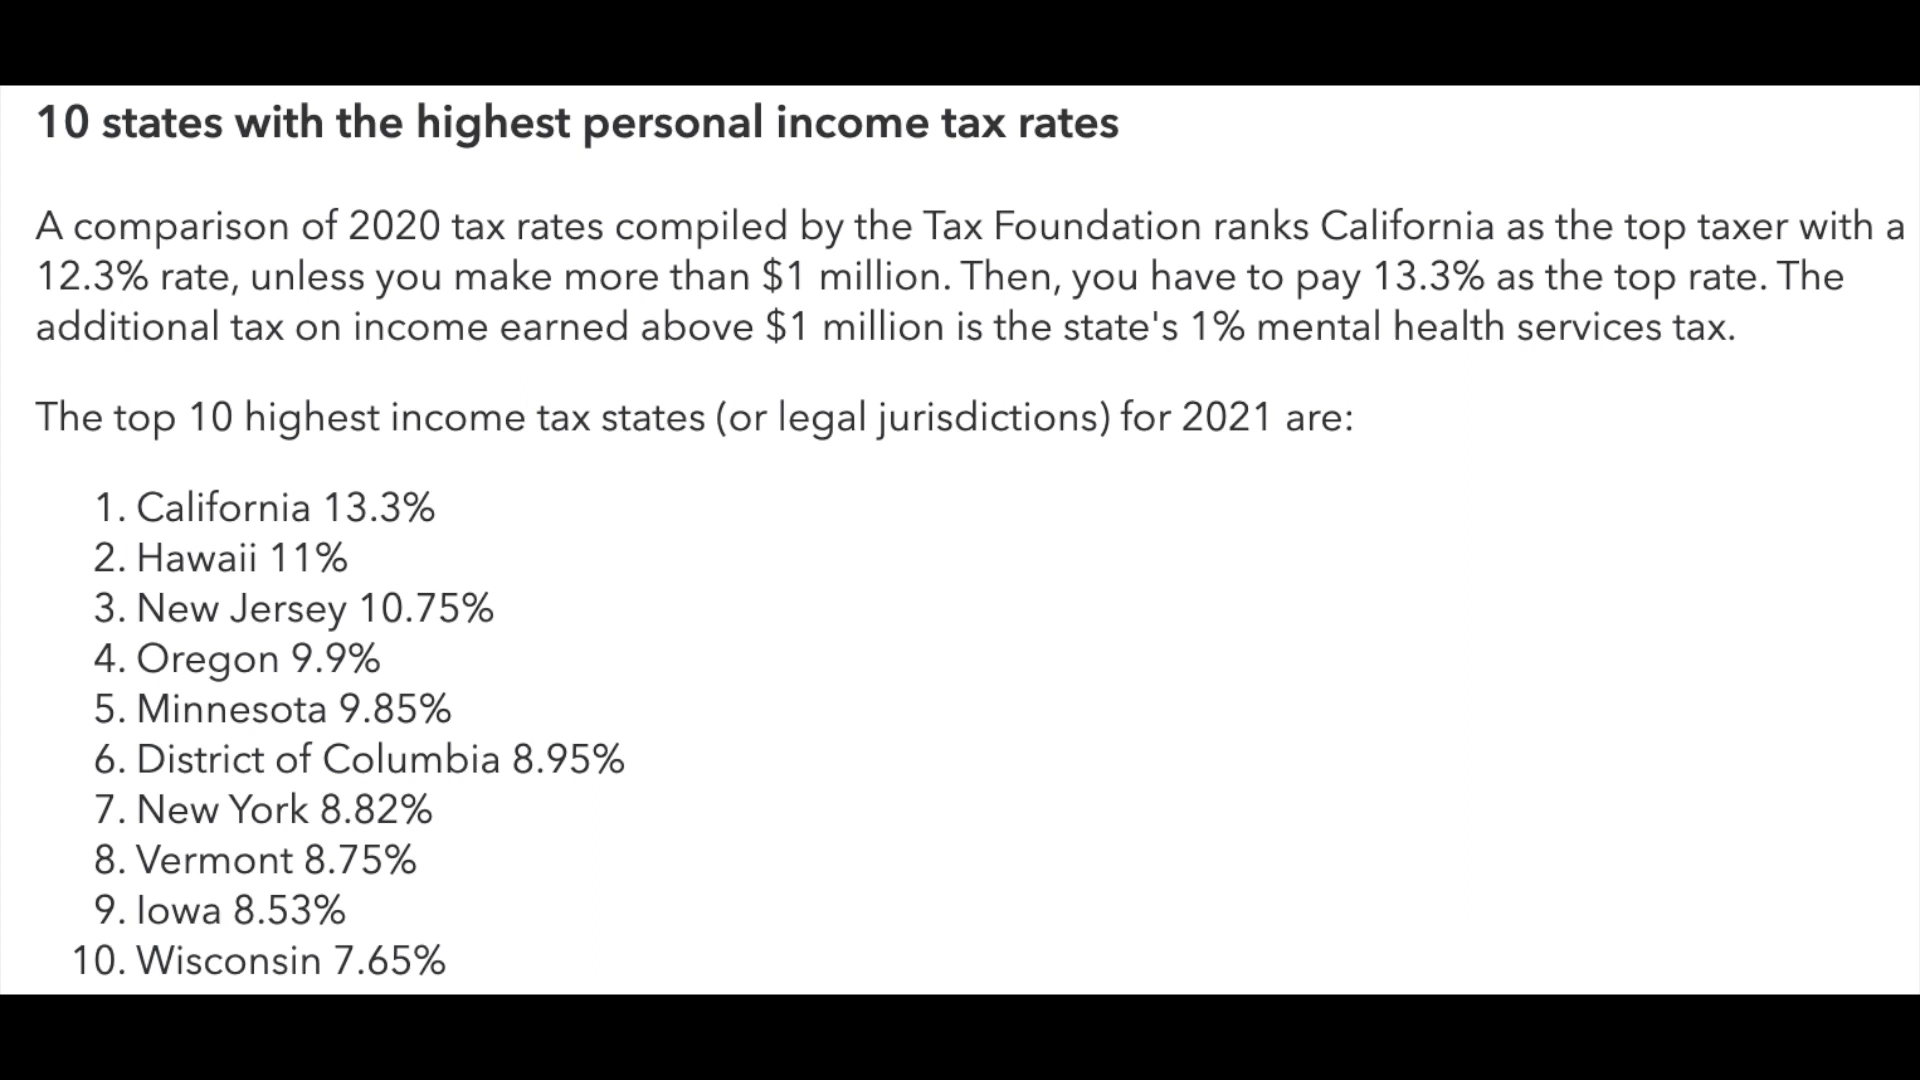 10 states with the highest personal income tax rates
A comparison of 2020 tax rates compiled by the Tax Foundation ranks California as the top taxer with a
12.3% rate, unless you make more than $1 million. Then, you have to pay 13.3% as the top rate. The
additional tax on income earned above $1 million is the state's 1% mental health services tax.
The top 10 highest income tax states (or legal jurisdictions) for 2021 are:
1. California 13.3%
2. Hawaii 11%
3. New Jersey 10.75%
4. Oregon 9.9%
5. Minnesota 9.85%
6. District of Columbia 8.95%
7. New York 8.82%
8. Vermont 8.75%
9. Iowa 8.53%
10. Wisconsin 7.65%